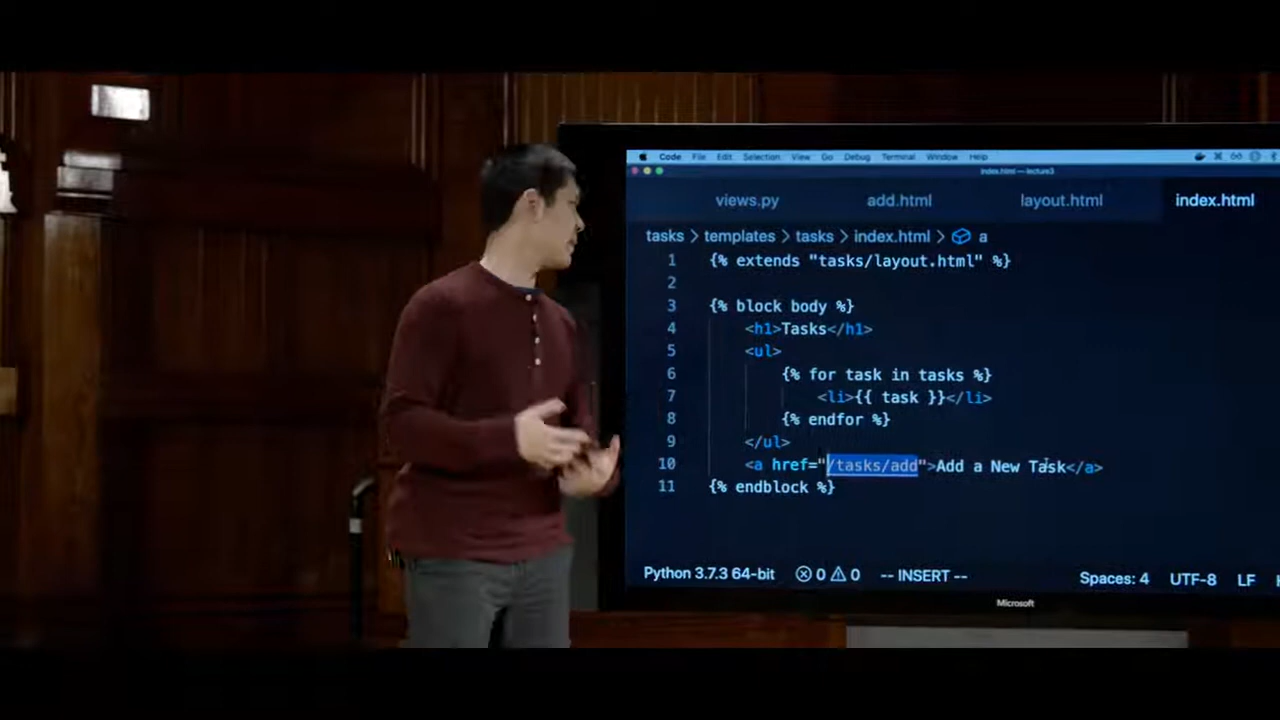 Code File Edit Selection View Go Debug Terminal Window Help
index.html — lecture3
views.py add.html layout.html index.html
tasks > templates > tasks > index.html > a
1 {% extends "tasks/layout.html" %}
2
3 {% block body %}
4 <h1>Tasks</h1>
5 <ul>
6 {% for task in tasks %}
7 <li>{{ task }}</li>
8 {% endfor %}
9 </ul>
10 <a href="/tasks/add">Add a New Task</a>
11 {% endblock %}
Python 3.7.3 64-bit 0 0 -- INSERT -- Spaces: 4 UTF-8 LF
Microsoft